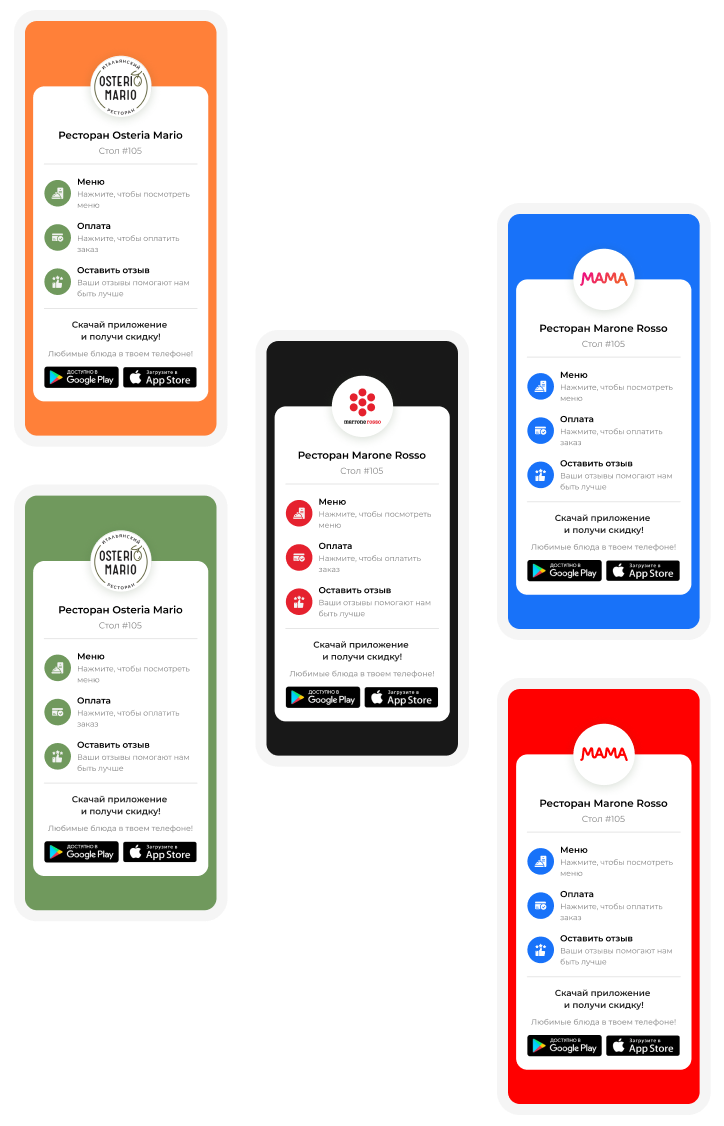 ИТАЛЬЯНСКИЙ
OSTERIO
MARIO
РЕСТОРАН
Ресторан Osteria Mario
Стол #105
Меню
Нажмите, чтобы посмотреть
меню
Оплата
Нажмите, чтобы оплатить
заказ
Оставить отзыв
Ваши отзывы помогают нам
быть лучше
Скачай приложение
и получи скидку!
Любимые блюда в твоем телефоне!
ДОСТУПНО В
Google Play
Загрузите в
App Store
ИТАЛЬЯНСКИЙ
OSTERIO
MARIO
РЕСТОРАН
Ресторан Osteria Mario
Стол #105
Меню
Нажмите, чтобы посмотреть
меню
Оплата
Нажмите, чтобы оплатить
заказ
Оставить отзыв
Ваши отзывы помогают нам
быть лучше
Скачай приложение
и получи скидку!
Любимые блюда в твоем телефоне!
ДОСТУПНО В
Google Play
Загрузите в
App Store
marrone rosso
Ресторан Marone Rosso
Стол #105
Меню
Нажмите, чтобы посмотреть
меню
Оплата
Нажмите, чтобы оплатить
заказ
Оставить отзыв
Ваши отзывы помогают нам
быть лучше
Скачай приложение
и получи скидку!
Любимые блюда в твоем телефоне!
ДОСТУПНО В
Google Play
Загрузите в
App Store
МАМА
Ресторан Marone Rosso
Стол #105
Меню
Нажмите, чтобы посмотреть
меню
Оплата
Нажмите, чтобы оплатить
заказ
Оставить отзыв
Ваши отзывы помогают нам
быть лучше
Скачай приложение
и получи скидку!
Любимые блюда в твоем телефоне!
ДОСТУПНО В
Google Play
Загрузите в
App Store
МАМА
Ресторан Marone Rosso
Стол #105
Меню
Нажмите, чтобы посмотреть
меню
Оплата
Нажмите, чтобы оплатить
заказ
Оставить отзыв
Ваши отзывы помогают нам
быть лучше
Скачай приложение
и получи скидку!
Любимые блюда в твоем телефоне!
ДОСТУПНО В
Google Play
Загрузите в
App Store